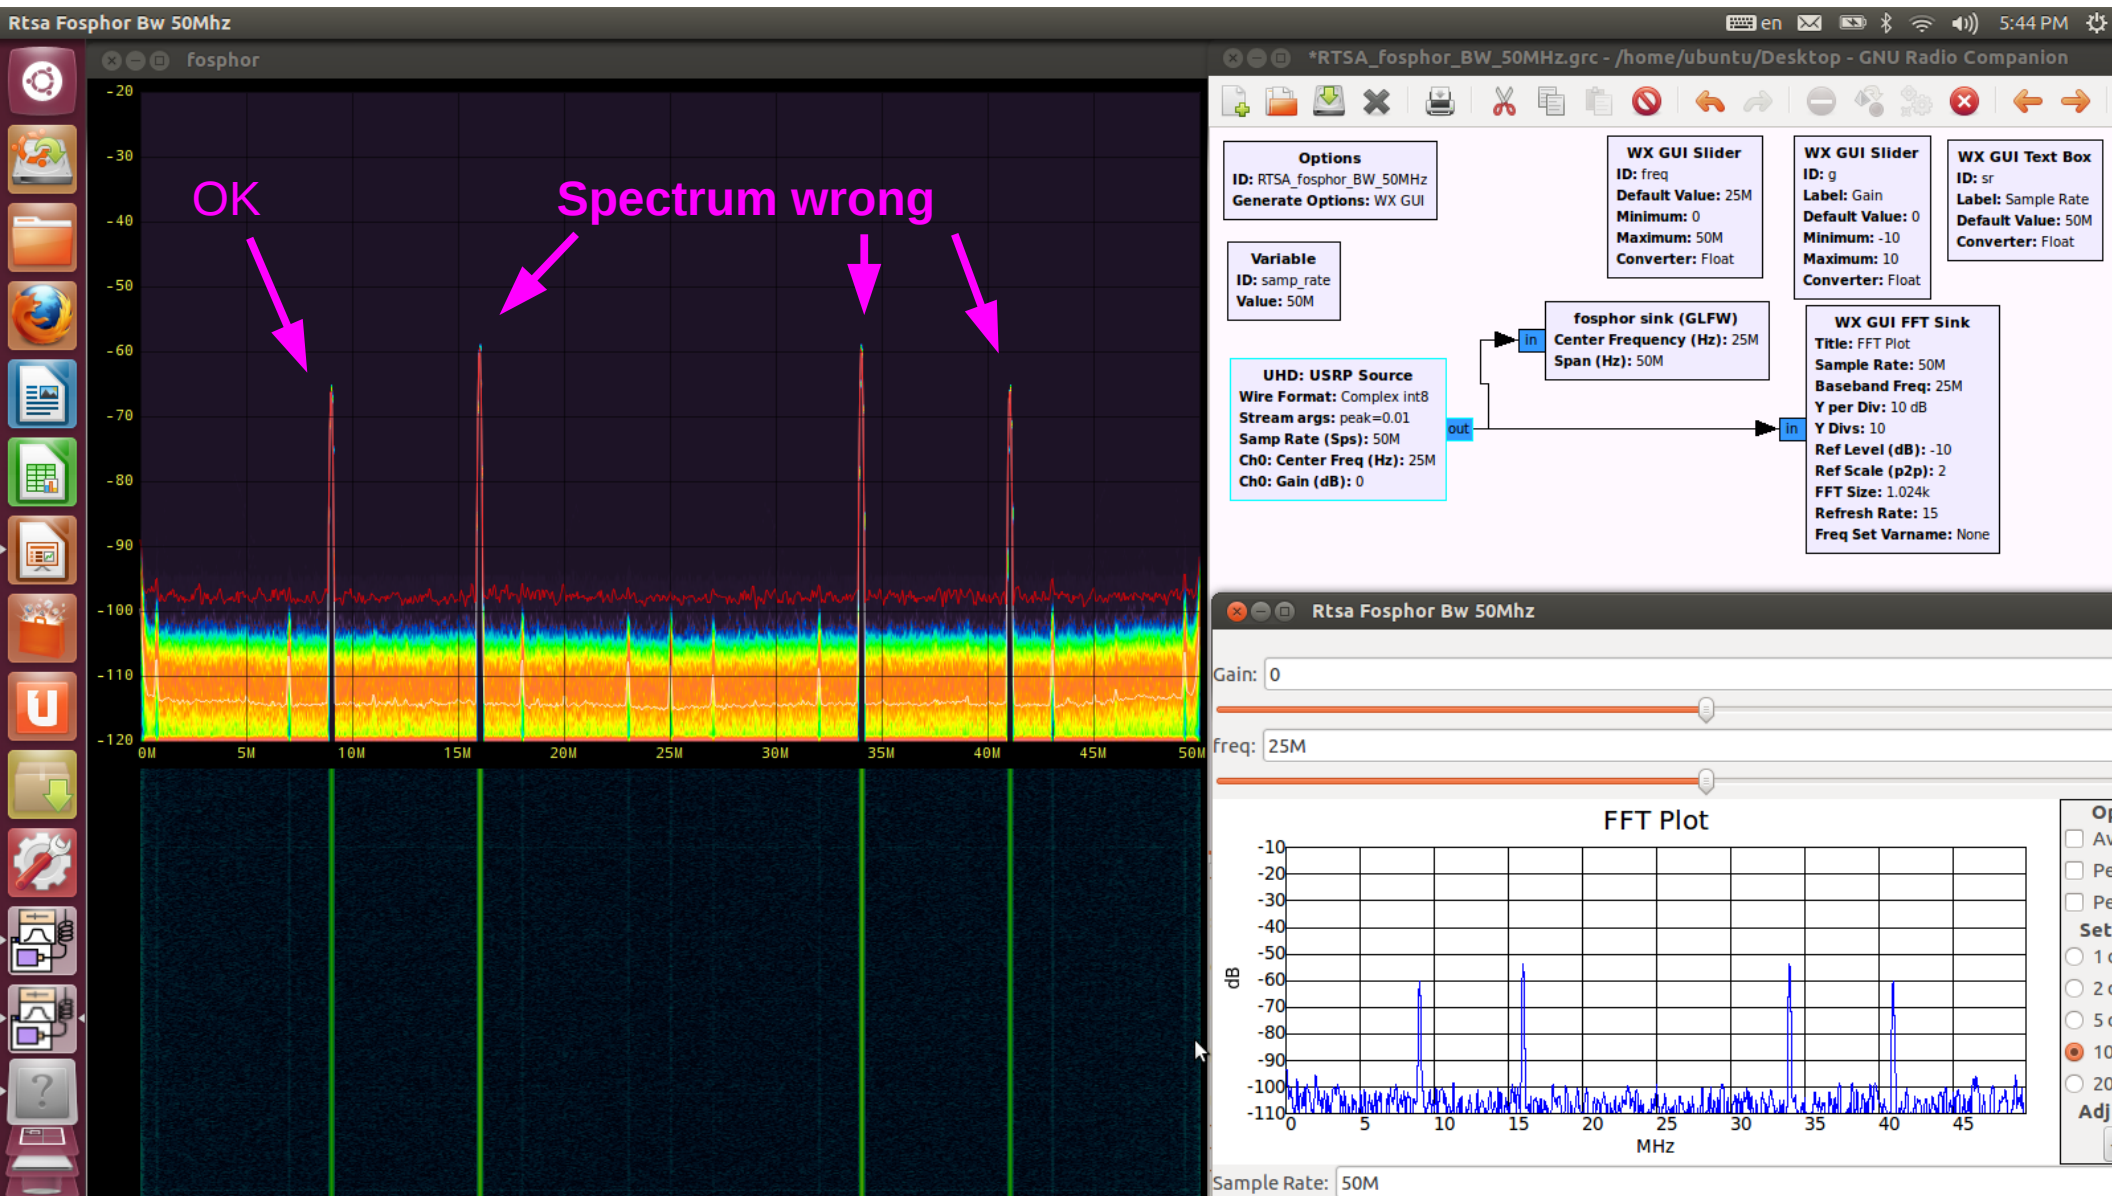 Rtsa Fosphor Bw 50Mhz
en
5:44 PM
fosphor
*RTSA_fosphor_BW_50MHz.grc - /home/ubuntu/Desktop - GNU Radio Companion
-20
-30
-40
-50
-60
-70
-80
-90
-100
-110
-120
OK
Spectrum wrong
0M 5M 10M 15M 20M 25M 30M 35M 40M 45M 50M
Options
ID: RTSA_fosphor_BW_50MHz
Generate Options: WX GUI
Variable
ID: samp_rate
Value: 50M
UHD: USRP Source
Wire Format: Complex int8
Stream args: peak=0.01
Samp Rate (Sps): 50M
Ch0: Center Freq (Hz): 25M
Ch0: Gain (dB): 0
out
WX GUI Slider
ID: freq
Default Value: 25M
Minimum: 0
Maximum: 50M
Converter: Float
WX GUI Slider
ID: g
Label: Gain
Default Value: 0
Minimum: -10
Maximum: 10
Converter: Float
WX GUI Text Box
ID: sr
Label: Sample Rate
Default Value: 50M
Converter: Float
in
fosphor sink (GLFW)
Center Frequency (Hz): 25M
Span (Hz): 50M
in
WX GUI FFT Sink
Title: FFT Plot
Sample Rate: 50M
Baseband Freq: 25M
Y per Div: 10 dB
Y Divs: 10
Ref Level (dB): -10
Ref Scale (p2p): 2
FFT Size: 1.024k
Refresh Rate: 15
Freq Set Varname: None
Rtsa Fosphor Bw 50Mhz
Gain: 0
freq: 25M
FFT Plot
-10
-20
-30
-40
-50
-60
-70
-80
-90
-100
-110
dB
0 5 10 15 20 25 30 35 40 45
MHz
Op
Av
Pe
Pe
Set
1
2
5
10
20
Adj
Sample Rate: 50M